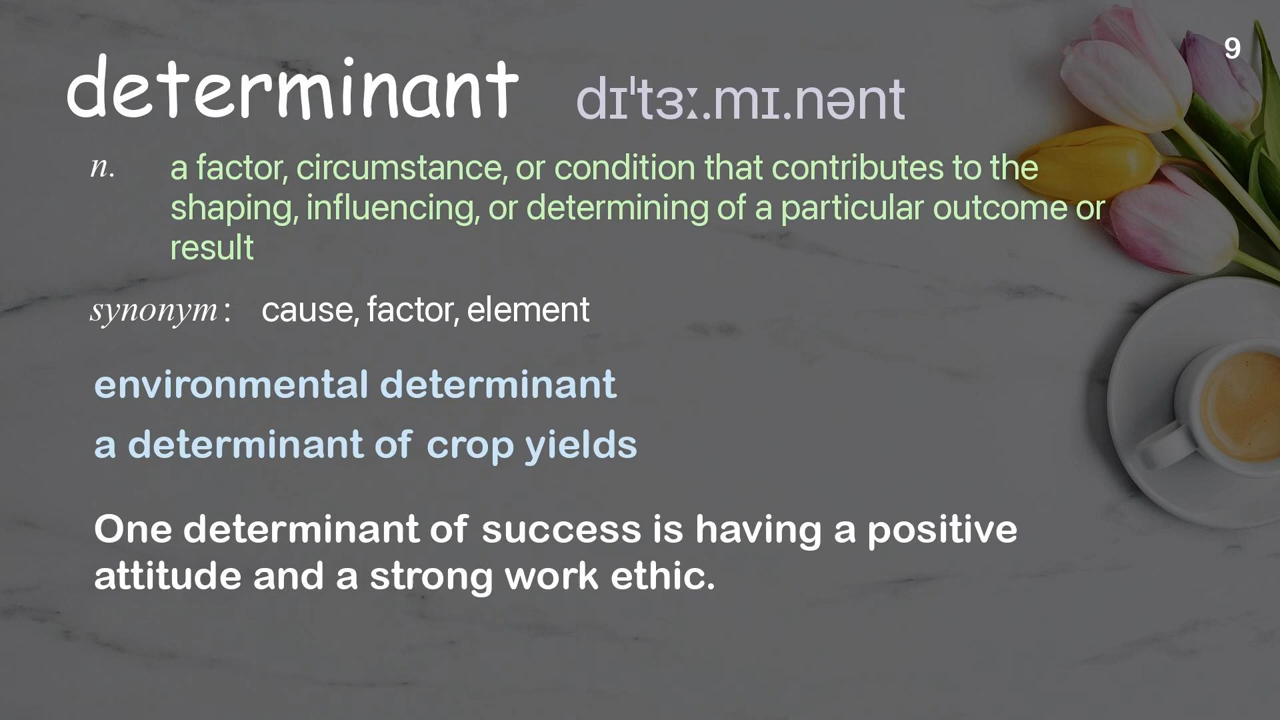 9
determinant dɪˈtɜː.mɪ.nənt
n. a factor, circumstance, or condition that contributes to the
shaping, influencing, or determining of a particular outcome or
result
synonym: cause, factor, element
environmental determinant
a determinant of crop yields
One determinant of success is having a positive
attitude and a strong work ethic.